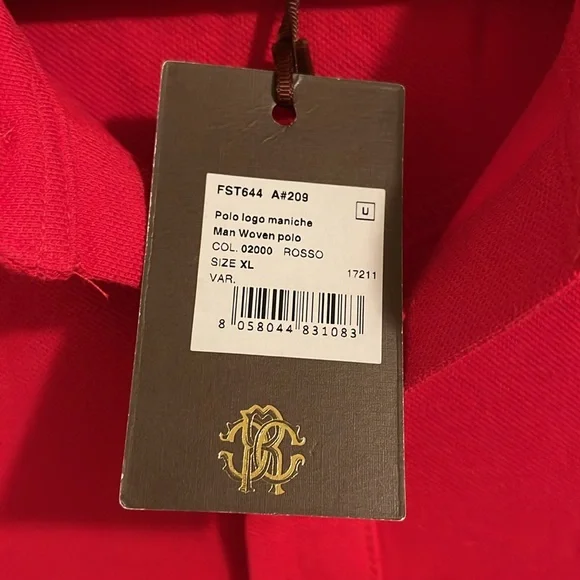 FST644 A#209
U
Polo logo maniche
Man Woven polo
COL. 02000 ROSSO
SIZE XL
17211
VAR.
8 058044 831083